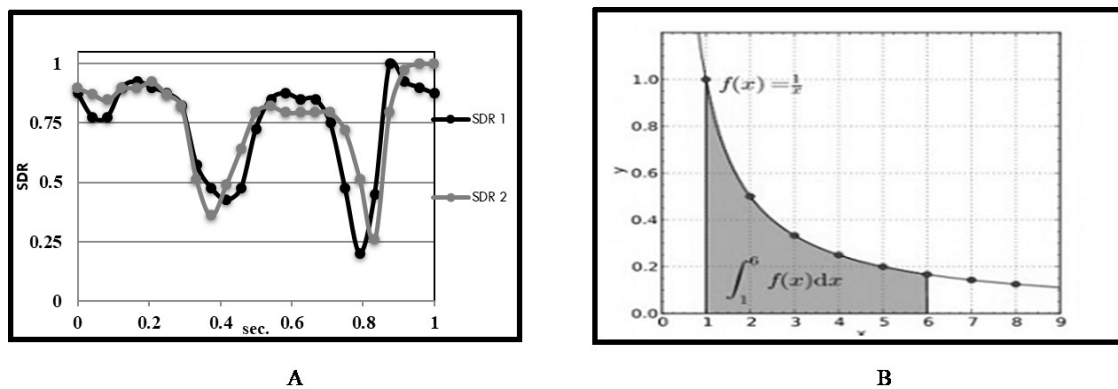 1
0.75
0.5
0.25
0
SDR
0 0.2 0.4 0.6 0.8 1
sec.
SDR 1
SDR 2
A
1.0
0.8
0.6
0.4
0.2
0.0
y
f(x) = 1/x
∫₁⁶ f(x)dx
0 1 2 3 4 5 6 7 8 9
x
B